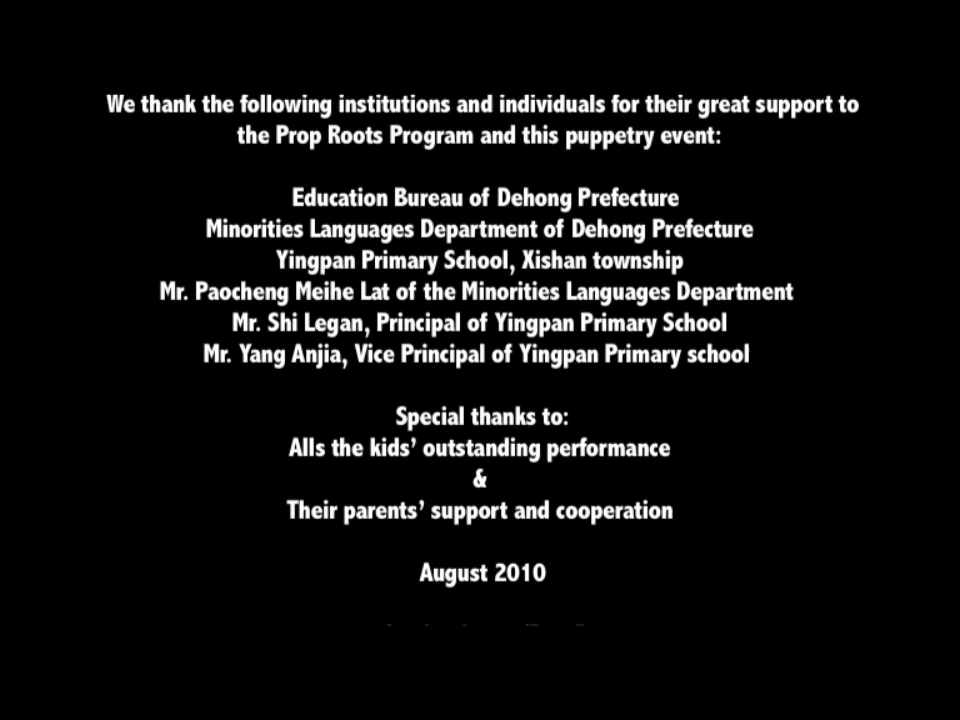 We thank the following institutions and individuals for their great support to
the Prop Roots Program and this puppetry event:
Education Bureau of Dehong Prefecture
Minorities Languages Department of Dehong Prefecture
Yingpan Primary School, Xishan township
Mr. Paocheng Meihe Lat of the Minorities Languages Department
Mr. Shi Legan, Principal of Yingpan Primary School
Mr. Yang Anjia, Vice Principal of Yingpan Primary school
Special thanks to:
Alls the kids’ outstanding performance
&
Their parents’ support and cooperation
August 2010